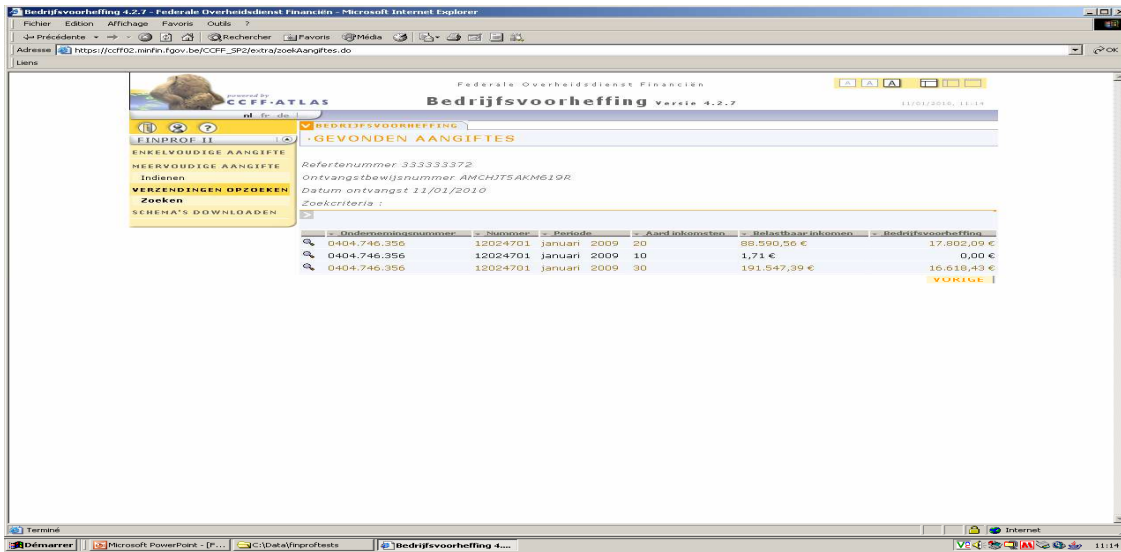 Bedrijfsvoorheffing 4.2.7 - Federale Overheidsdienst Financiën - Microsoft Internet Explorer
Fichier Edition Affichage Favoris Outils ?
Précédente Rechercher Favoris Média
Adresse https://ccff02.minfin.fgov.be/CCFF_SP2/extra/zoekAangiftes.do OK
Liens
Federale Overheidsdienst Financiën A A A
powered by
CCFF-ATLAS Bedrijfsvoorheffing Versie 4.2.7 11/01/2010, 11:14
nl fr de
BEDRIJFSVOORHEFFING
FINPROF II
GEVONDEN AANGIFTES
ENKELVOUDIGE AANGIFTE
MEERVOUDIGE AANGIFTE
Indienen
VERZENDINGEN OPZOEKEN
Zoeken
SCHEMA'S DOWNLOADEN
Refertenummer 333333372
Ontvangstbewijsnummer AMCHJT5AKM619R
Datum ontvangst 11/01/2010
Zoekcriteria :
Ondernemingsnummer Nummer Periode Aard inkomsten Belastbaar inkomen Bedrijfsvoorheffing
0404.746.356 12024701 januari 2009 20 88.590,56 € 17.802,09 €
0404.746.356 12024701 januari 2009 10 1,71 € 0,00 €
0404.746.356 12024701 januari 2009 30 191.547,39 € 16.618,43 €
VORIGE
Terminé Internet
Démarrer Microsoft PowerPoint - [F... C:\Data\finproftests Bedrijfsvoorheffing 4.... 11:14